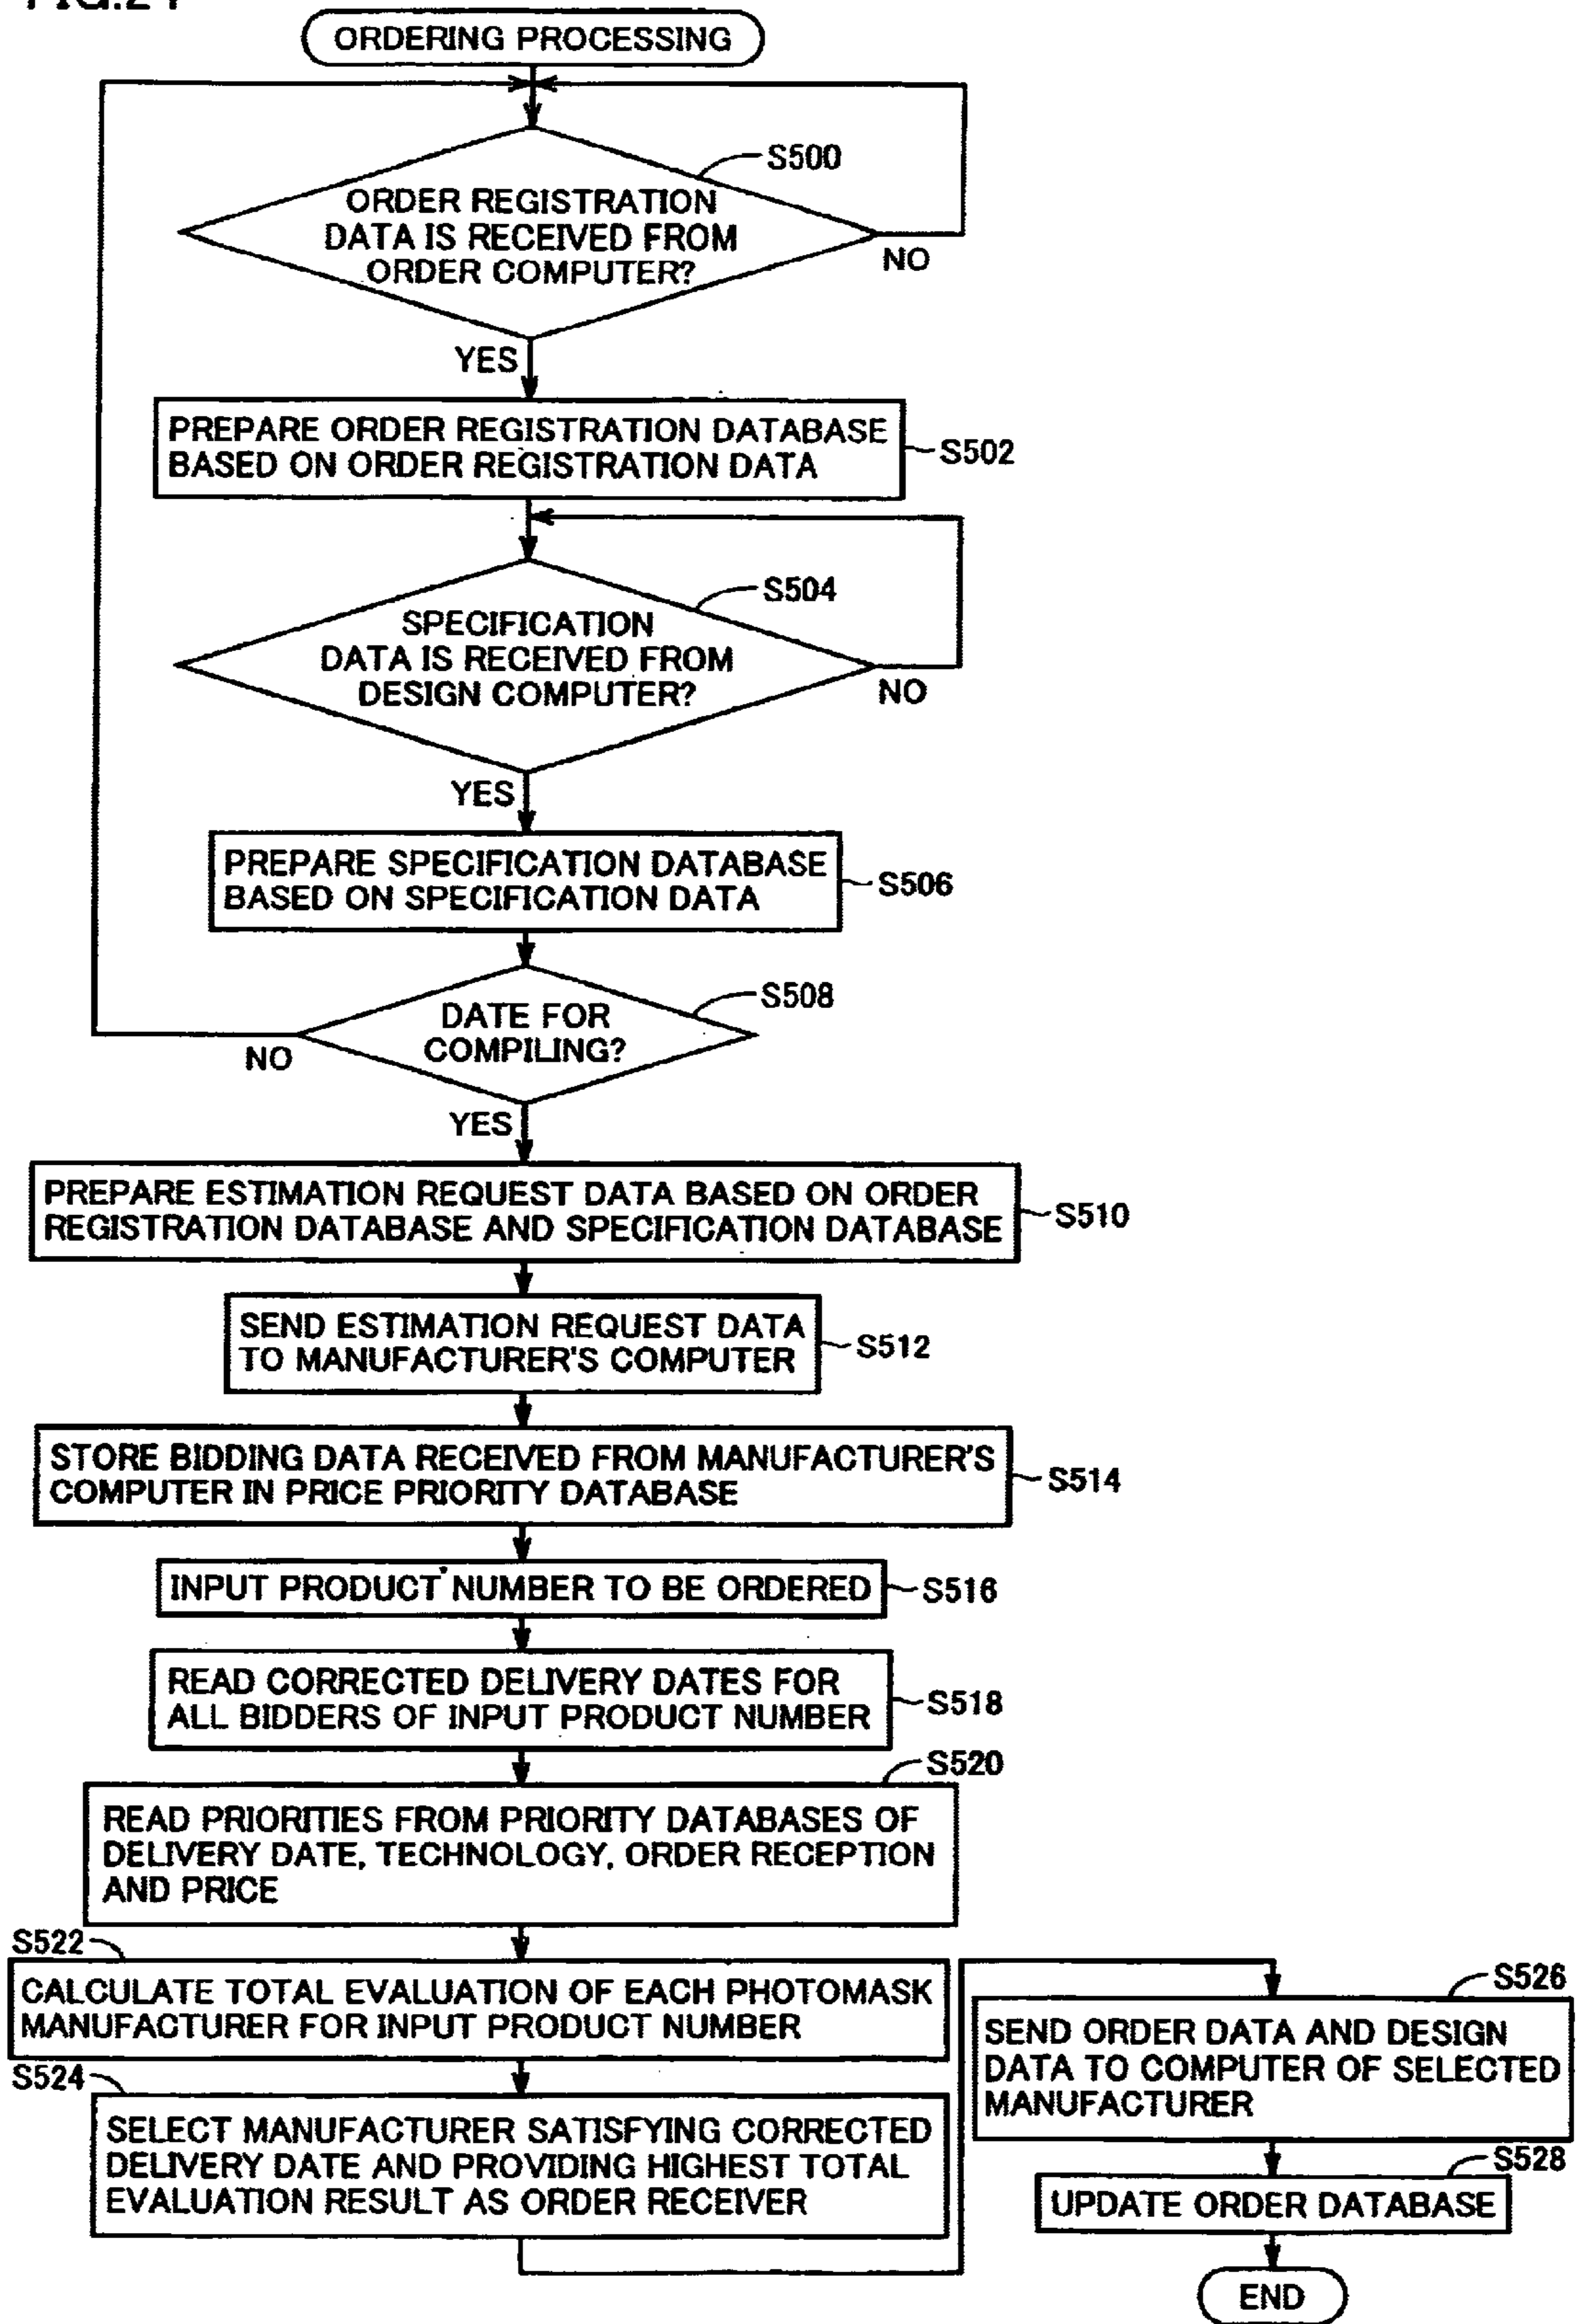 ORDERING PROCESSING
S500
ORDER REGISTRATION
DATA IS RECEIVED FROM
ORDER COMPUTER?
NO
YES
PREPARE ORDER REGISTRATION DATABASE
BASED ON ORDER REGISTRATION DATA
S502
S504
SPECIFICATION
DATA IS RECEIVED FROM
DESIGN COMPUTER?
NO
YES
PREPARE SPECIFICATION DATABASE
BASED ON SPECIFICATION DATA
S506
S508
DATE FOR
COMPILING?
NO
YES
PREPARE ESTIMATION REQUEST DATA BASED ON ORDER
REGISTRATION DATABASE AND SPECIFICATION DATABASE
S510
SEND ESTIMATION REQUEST DATA
TO MANUFACTURER'S COMPUTER
S512
STORE BIDDING DATA RECEIVED FROM MANUFACTURER'S
COMPUTER IN PRICE PRIORITY DATABASE
S514
INPUT PRODUCT NUMBER TO BE ORDERED
S516
READ CORRECTED DELIVERY DATES FOR
ALL BIDDERS OF INPUT PRODUCT NUMBER
S518
S520
READ PRIORITIES FROM PRIORITY DATABASES OF
DELIVERY DATE, TECHNOLOGY, ORDER RECEPTION
AND PRICE
S522
CALCULATE TOTAL EVALUATION OF EACH PHOTOMASK
MANUFACTURER FOR INPUT PRODUCT NUMBER
S524
SELECT MANUFACTURER SATISFYING CORRECTED
DELIVERY DATE AND PROVIDING HIGHEST TOTAL
EVALUATION RESULT AS ORDER RECEIVER
S526
SEND ORDER DATA AND DESIGN
DATA TO COMPUTER OF SELECTED
MANUFACTURER
S528
UPDATE ORDER DATABASE
END